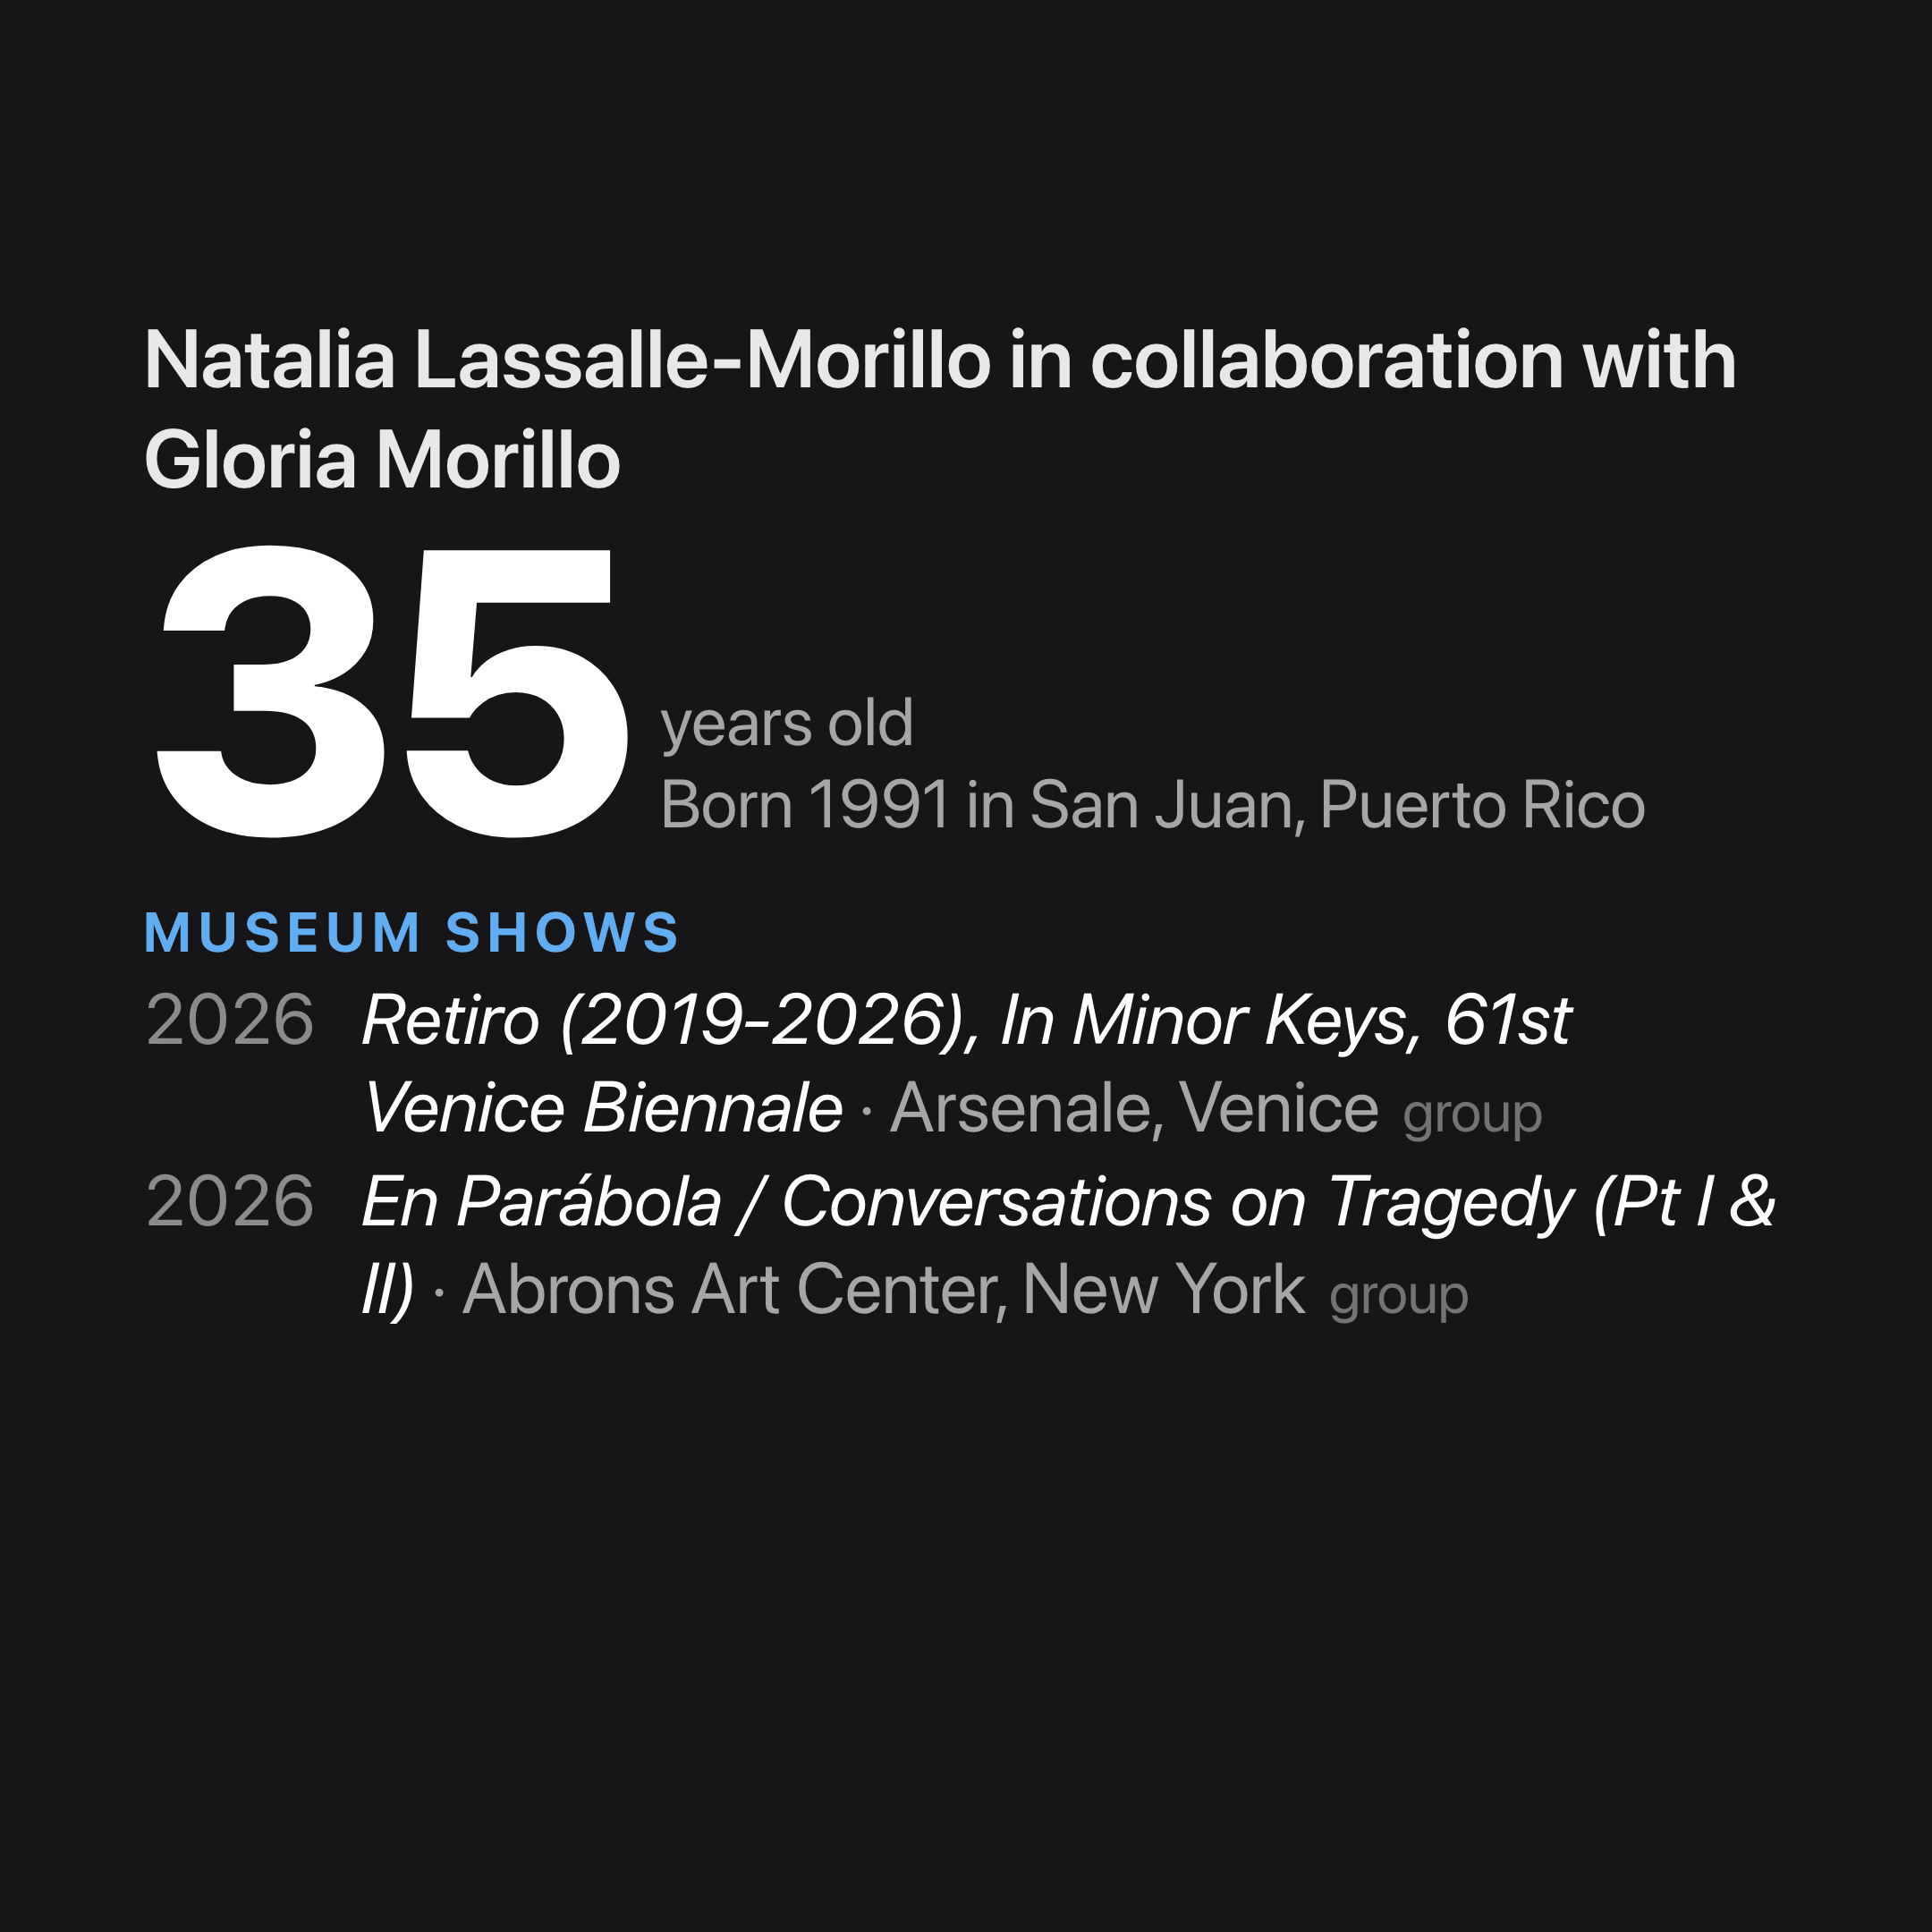 Natalia Lassalle-Morillo in collaboration with
Gloria Morillo
35 years old
Born 1991 in San Juan, Puerto Rico
MUSEUM SHOWS
2026 Retiro (2019-2026), In Minor Keys, 61st
Venice Biennale · Arsenale, Venice group
2026 En Parábola / Conversations on Tragedy (Pt I &
II) · Abrons Art Center, New York group